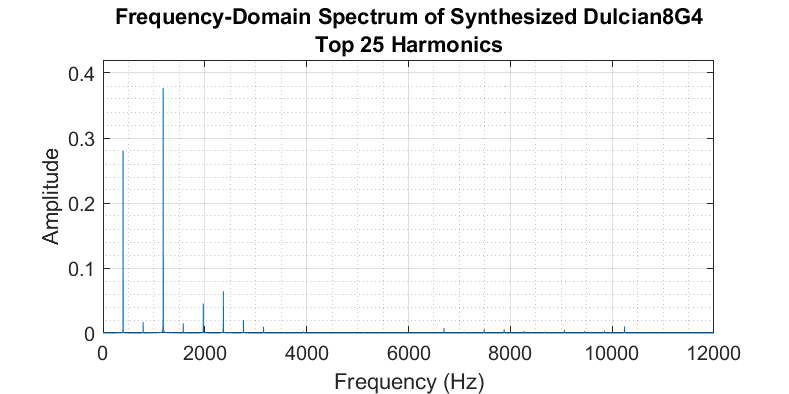 Frequency-Domain Spectrum of Synthesized Dulcian8G4
Top 25 Harmonics
0.4
0.3
0.2
0.1
0
Amplitude
0 2000 4000 6000 8000 10000 12000
Frequency (Hz)